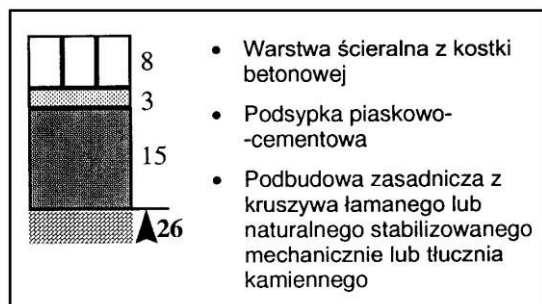 8
3
15
26
• Warstwa ścieralna z kostki
betonowej
• Podsypka piaskowo-
-cementowa
• Podbudowa zasadnicza z
kruszywa łamanego lub
naturalnego stabilizowanego
mechanicznie lub tłucznia
kamiennego